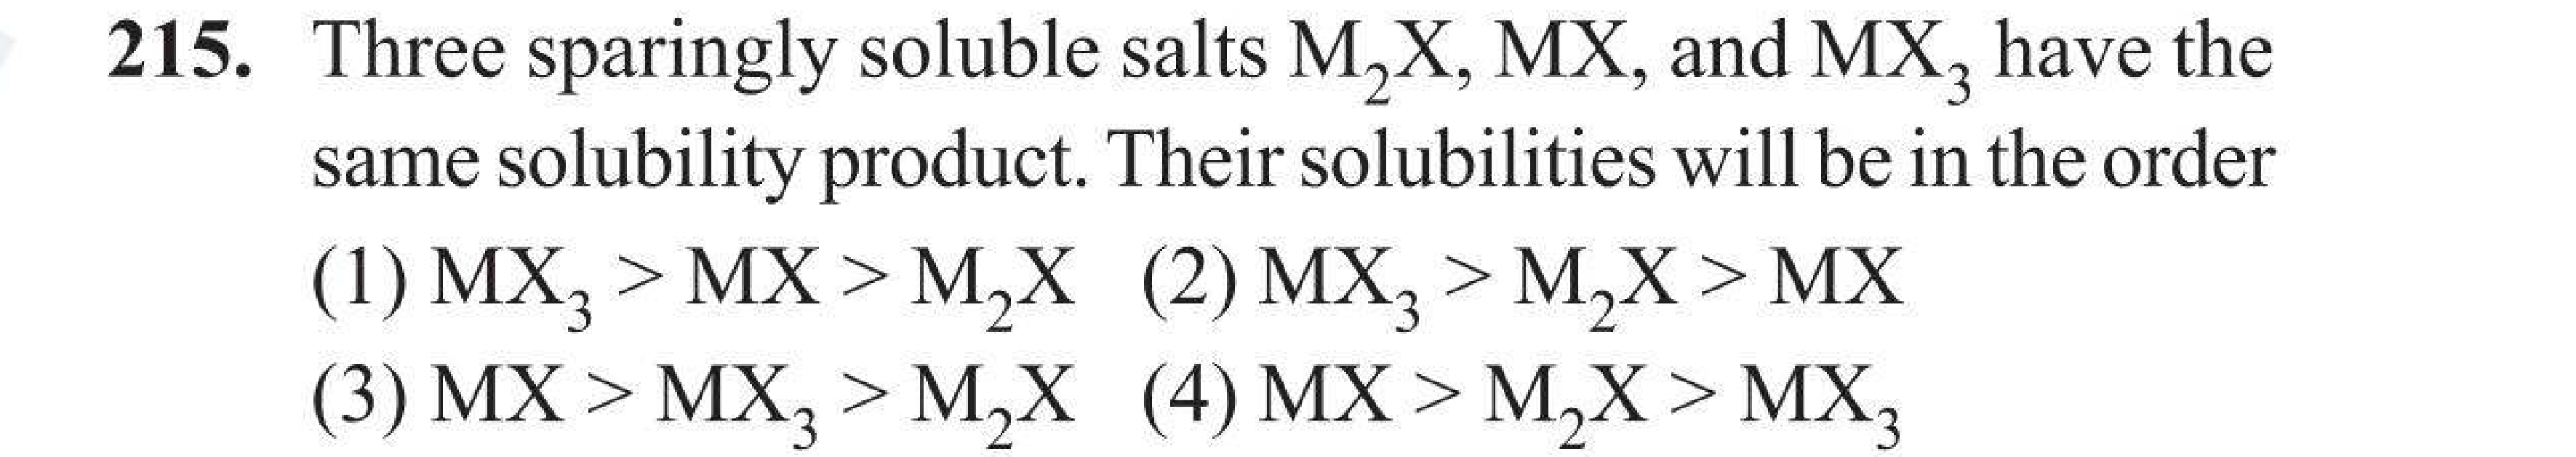 215. Three sparingly soluble salts M₂X, MX, and MX₃ have the
same solubility product. Their solubilities will be in the order
(1) MX₃ > MX > M₂X (2) MX₃ > M₂X > MX
(3) MX > MX₃ > M₂X (4) MX > M₂X > MX₃